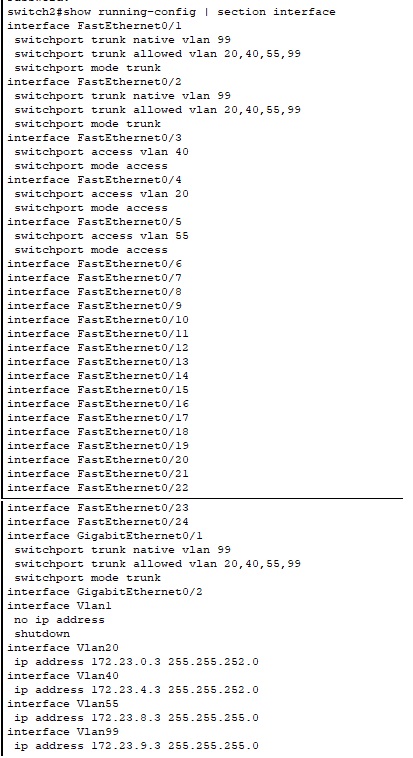 switch2#show running-config | section interface
interface FastEthernet0/1
 switchport trunk native vlan 99
 switchport trunk allowed vlan 20,40,55,99
 switchport mode trunk
interface FastEthernet0/2
 switchport trunk native vlan 99
 switchport trunk allowed vlan 20,40,55,99
 switchport mode trunk
interface FastEthernet0/3
 switchport access vlan 40
 switchport mode access
interface FastEthernet0/4
 switchport access vlan 20
 switchport mode access
interface FastEthernet0/5
 switchport access vlan 55
 switchport mode access
interface FastEthernet0/6
interface FastEthernet0/7
interface FastEthernet0/8
interface FastEthernet0/9
interface FastEthernet0/10
interface FastEthernet0/11
interface FastEthernet0/12
interface FastEthernet0/13
interface FastEthernet0/14
interface FastEthernet0/15
interface FastEthernet0/16
interface FastEthernet0/17
interface FastEthernet0/18
interface FastEthernet0/19
interface FastEthernet0/20
interface FastEthernet0/21
interface FastEthernet0/22
interface FastEthernet0/23
interface FastEthernet0/24
interface GigabitEthernet0/1
 switchport trunk native vlan 99
 switchport trunk allowed vlan 20,40,55,99
 switchport mode trunk
interface GigabitEthernet0/2
interface Vlan1
 no ip address
 shutdown
interface Vlan20
 ip address 172.23.0.3 255.255.252.0
interface Vlan40
 ip address 172.23.4.3 255.255.252.0
interface Vlan55
 ip address 172.23.8.3 255.255.255.0
interface Vlan99
 ip address 172.23.9.3 255.255.255.0